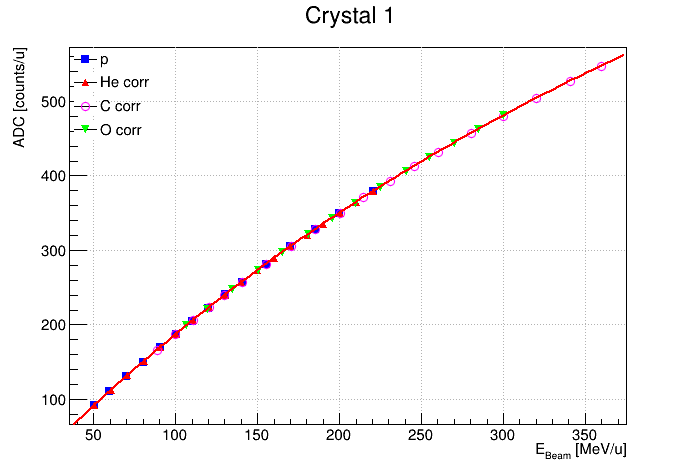 Crystal 1
ADC [counts/u]
p
He corr
C corr
O corr
500
400
300
200
100
50 100 150 200 250 300 350
E_Beam [MeV/u]